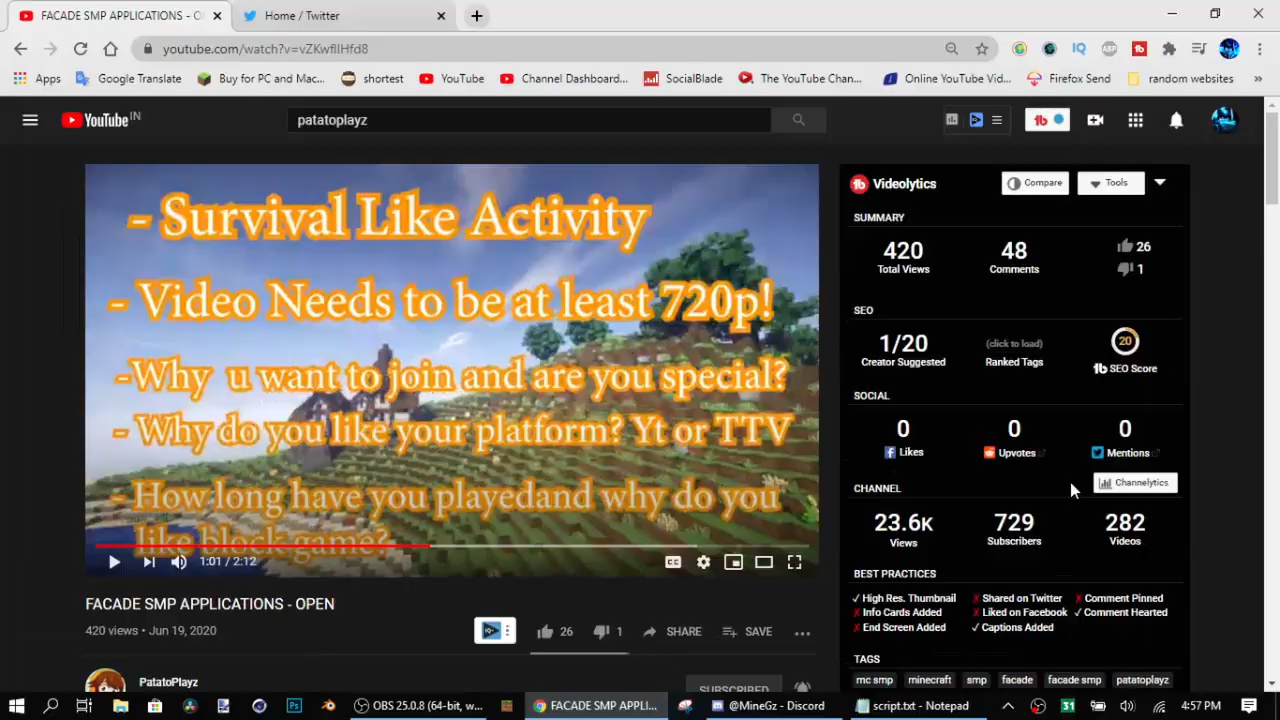 FACADE SMP APPLICATIONS - O
Home / Twitter
youtube.com/watch?v=vZKwfllHfd8
Apps
Google Translate
Buy for PC and Mac...
shortest
YouTube
Channel Dashboard...
SocialBlade
The YouTube Chan...
Online YouTube Vid...
Firefox Send
random websites
»
YouTube IN
patatoplayz
- Survival Like Activity
- Video Needs to be at least 720p!
-Why u want to join and are you special?
- Why do you like your platform? Yt or TTV
- How long have you playedand why do you
like block game?
1:01 / 2:12
FACADE SMP APPLICATIONS - OPEN
420 views • Jun 19, 2020
26
1
SHARE
SAVE
PatatoPlayz
SUBSCRIBED
Videolytics
Compare
Tools
SUMMARY
420
Total Views
48
Comments
26
1
SEO
1/20
Creator Suggested
(click to load)
Ranked Tags
20
SEO Score
SOCIAL
0
Likes
0
Upvotes
0
Mentions
CHANNEL
Channelytics
23.6K
Views
729
Subscribers
282
Videos
BEST PRACTICES
✓ High Res. Thumbnail
✗ Shared on Twitter
✗ Comment Pinned
✗ Info Cards Added
✗ Liked on Facebook
✓ Comment Hearted
✗ End Screen Added
✓ Captions Added
TAGS
mc smp
minecraft
smp
facade
facade smp
patatoplayz
OBS 25.0.8 (64-bit, w...
FACADE SMP APPLI...
@MineGz - Discord
script.txt - Notepad
31
4:57 PM